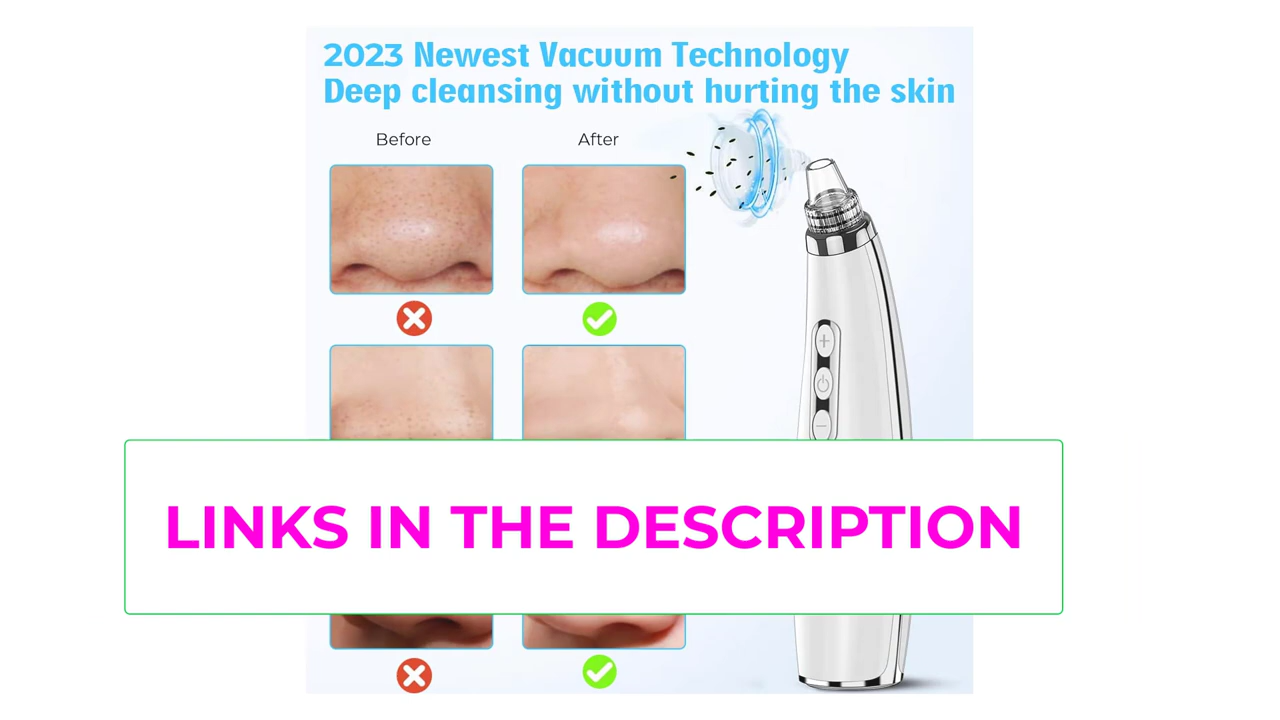 2023 Newest Vacuum Technology
Deep cleansing without hurting the skin
Before After
LINKS IN THE DESCRIPTION